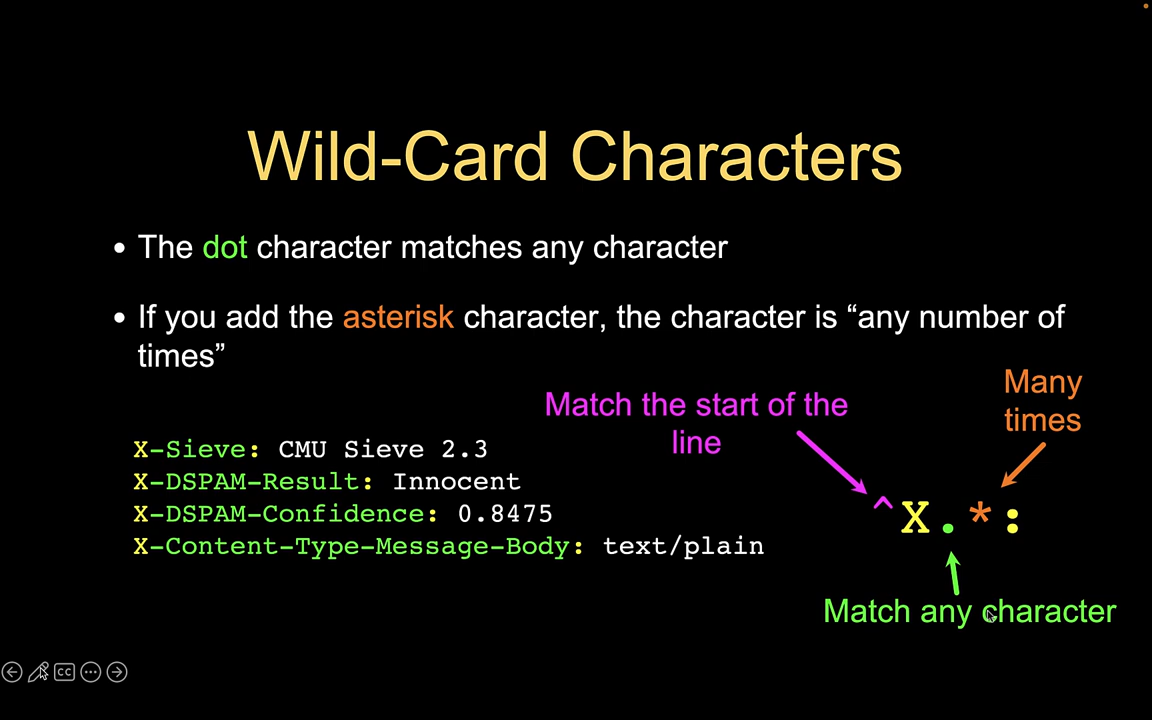 Wild-Card Characters
• The dot character matches any character
• If you add the asterisk character, the character is “any number of
times”
Many
times
Match the start of the
line
X-Sieve: CMU Sieve 2.3
X-DSPAM-Result: Innocent
X-DSPAM-Confidence: 0.8475
X-Content-Type-Message-Body: text/plain
^X.*:
Match any character
CC